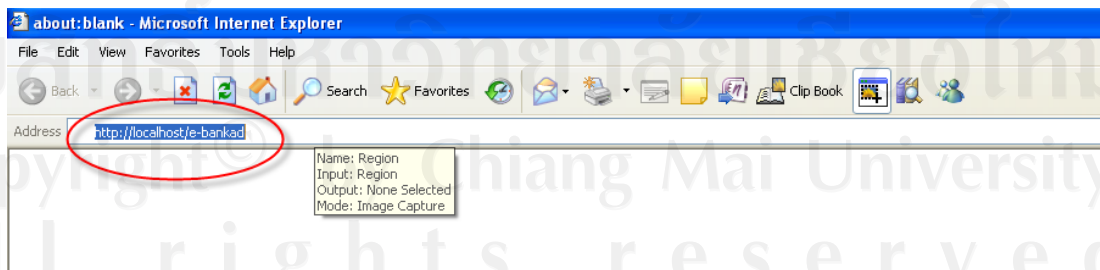 about:blank - Microsoft Internet Explorer
File Edit View Favorites Tools Help
Back Search Favorites Clip Book
Address http://localhost/e-bankad
Name: Region
Input: Region
Output: None Selected
Mode: Image Capture
Chiang Mai University
rights reserved